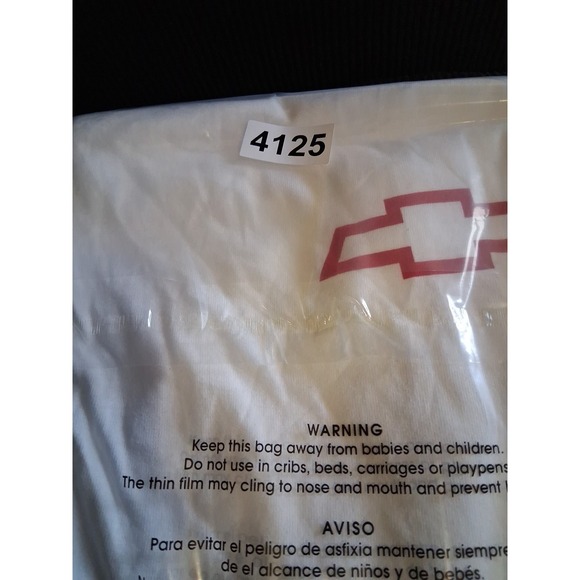 4125
WARNING
Keep this bag away from babies and children.
Do not use in cribs, beds, carriages or playpens
The thin film may cling to nose and mouth and prevent
AVISO
Para evitar el peligro de asfixia mantener siempre
de el alcance de niños y de bebés.